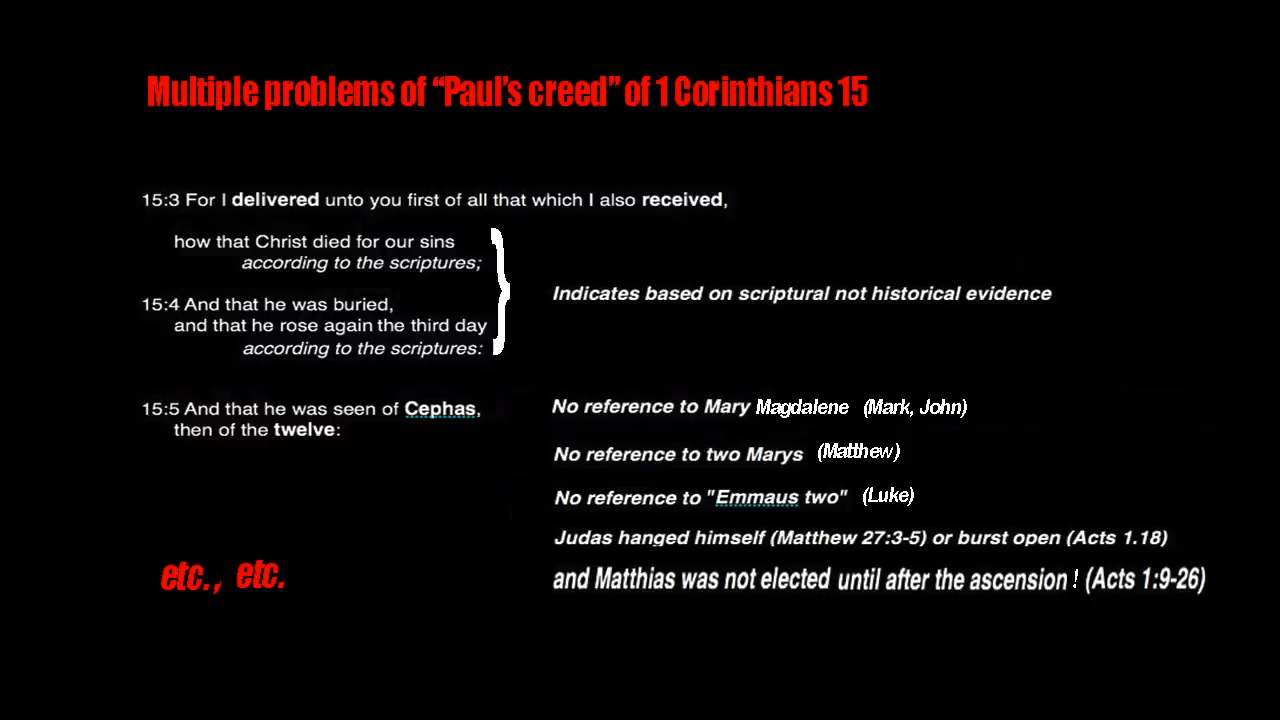 Multiple problems of “Paul’s creed” of 1 Corinthians 15
15:3 For I delivered unto you first of all that which I also received,
how that Christ died for our sins
according to the scriptures;
15:4 And that he was buried,
and that he rose again the third day
according to the scriptures:
Indicates based on scriptural not historical evidence
15:5 And that he was seen of Cephas,
then of the twelve:
No reference to Mary Magdalene (Mark, John)
No reference to two Marys (Matthew)
No reference to "Emmaus two" (Luke)
Judas hanged himself (Matthew 27:3-5) or burst open (Acts 1.18)
and Matthias was not elected until after the ascension ! (Acts 1:9-26)
etc., etc.